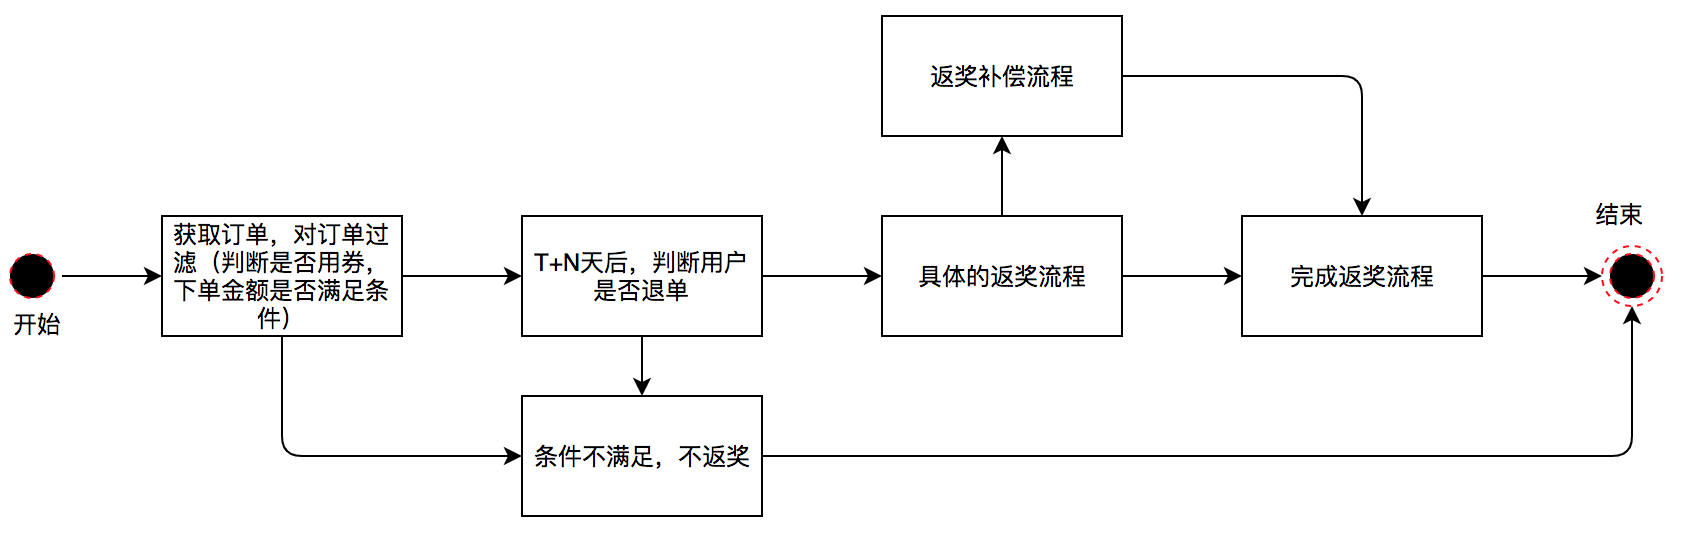 返奖补偿流程
结束
获取订单，对订单过
滤（判断是否用券，
下单金额是否满足条
件）
T+N天后，判断用户
是否退单
具体的返奖流程
完成返奖流程
开始
条件不满足，不返奖